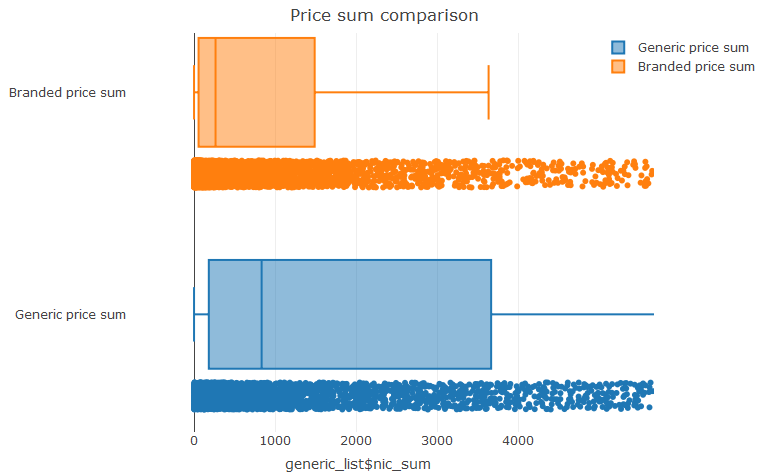 Price sum comparison
Generic price sum
Branded price sum
Branded price sum
Generic price sum
0 1000 2000 3000 4000
generic_list$nic_sum